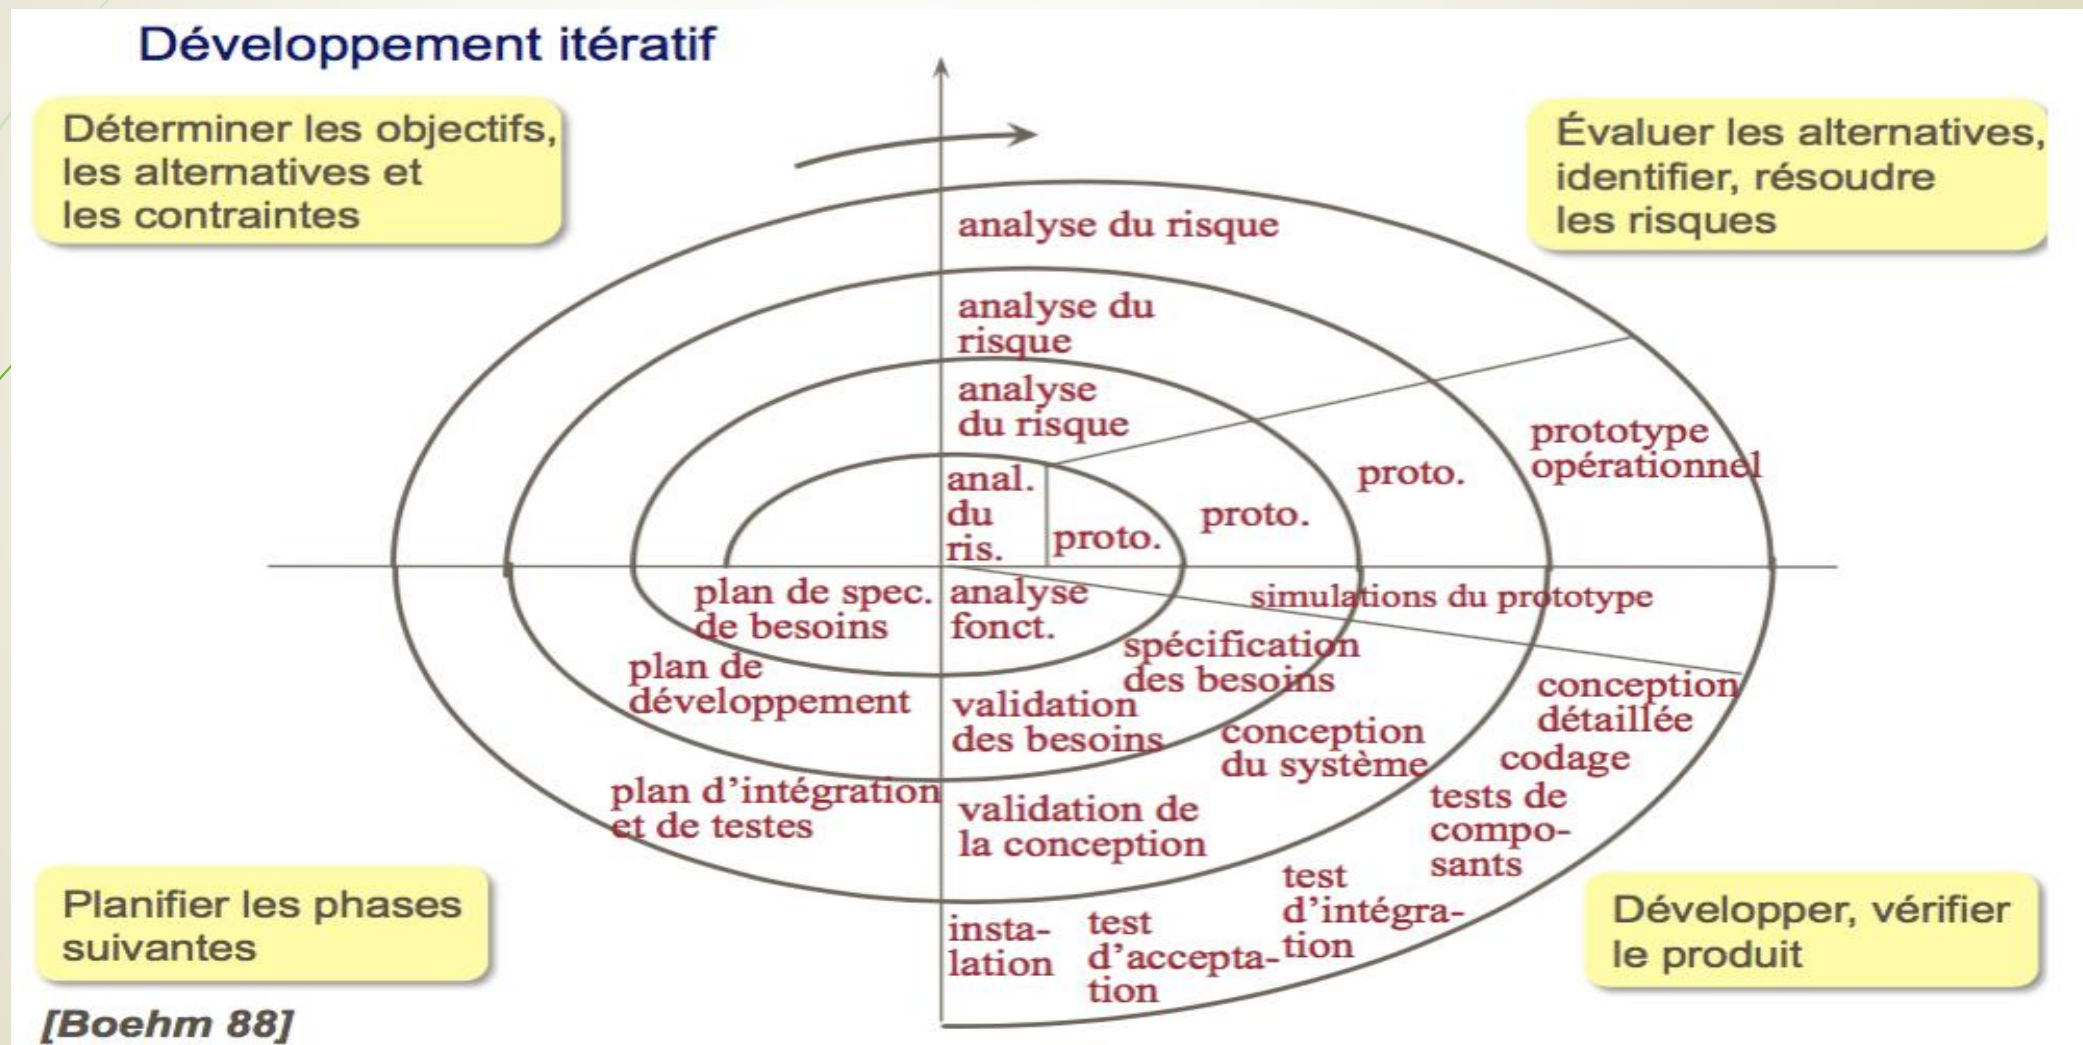 Développement itératif
Déterminer les objectifs,
les alternatives et
les contraintes
Évaluer les alternatives,
identifier, résoudre
les risques
analyse du risque
analyse du
risque
analyse
du risque
anal.
du
ris.
proto.
proto.
proto.
prototype
opérationnel
plan de spec.
de besoins
analyse
fonct.
simulations du prototype
spécification
des besoins
plan de
développement
validation
des besoins
conception
du système
conception
détaillée
codage
tests de
compo-
sants
plan d'intégration
et de testes
validation de
la conception
test
d'intégra-
tion
insta-
lation
test
d'accepta-
tion
Planifier les phases
suivantes
Développer, vérifier
le produit
[Boehm 88]